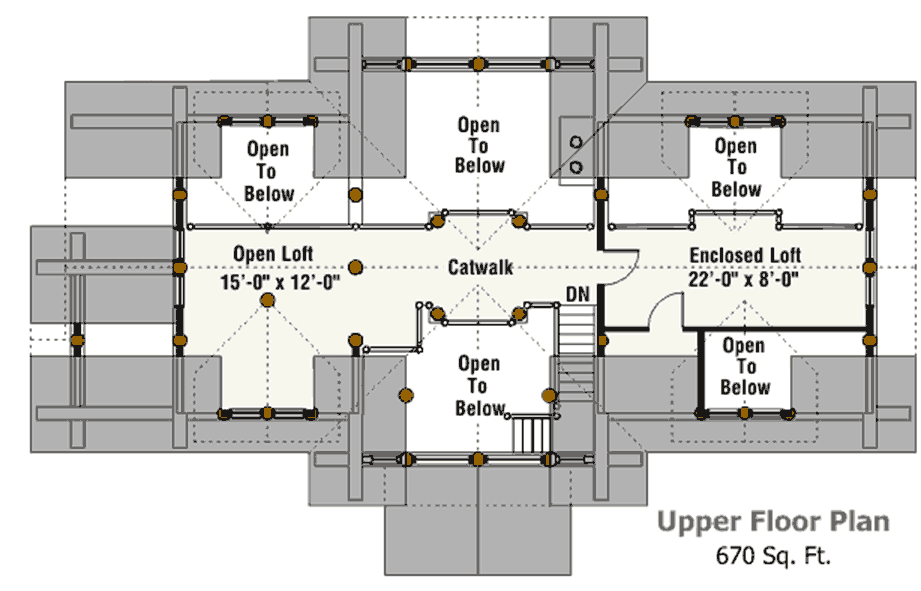 Open
To
Below
Open
To
Below
Open
To
Below
Open Loft
15'-0" x 12'-0"
Catwalk
Enclosed Loft
22'-0" x 8'-0"
DN
Open
To
Below
Open
To
Below
Upper Floor Plan
670 Sq. Ft.